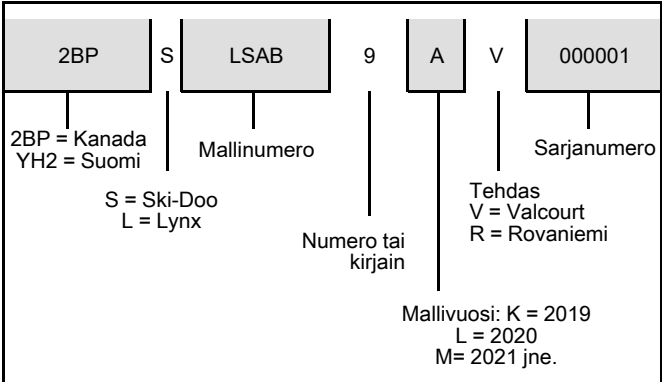 2BP S LSAB 9 A V 000001
2BP = Kanada
YH2 = Suomi
Mallinumero
Sarjanumero
S = Ski-Doo
L = Lynx
Tehdas
V = Valcourt
R = Rovaniemi
Numero tai
kirjain
Mallivuosi: K = 2019
L = 2020
M= 2021 jne.